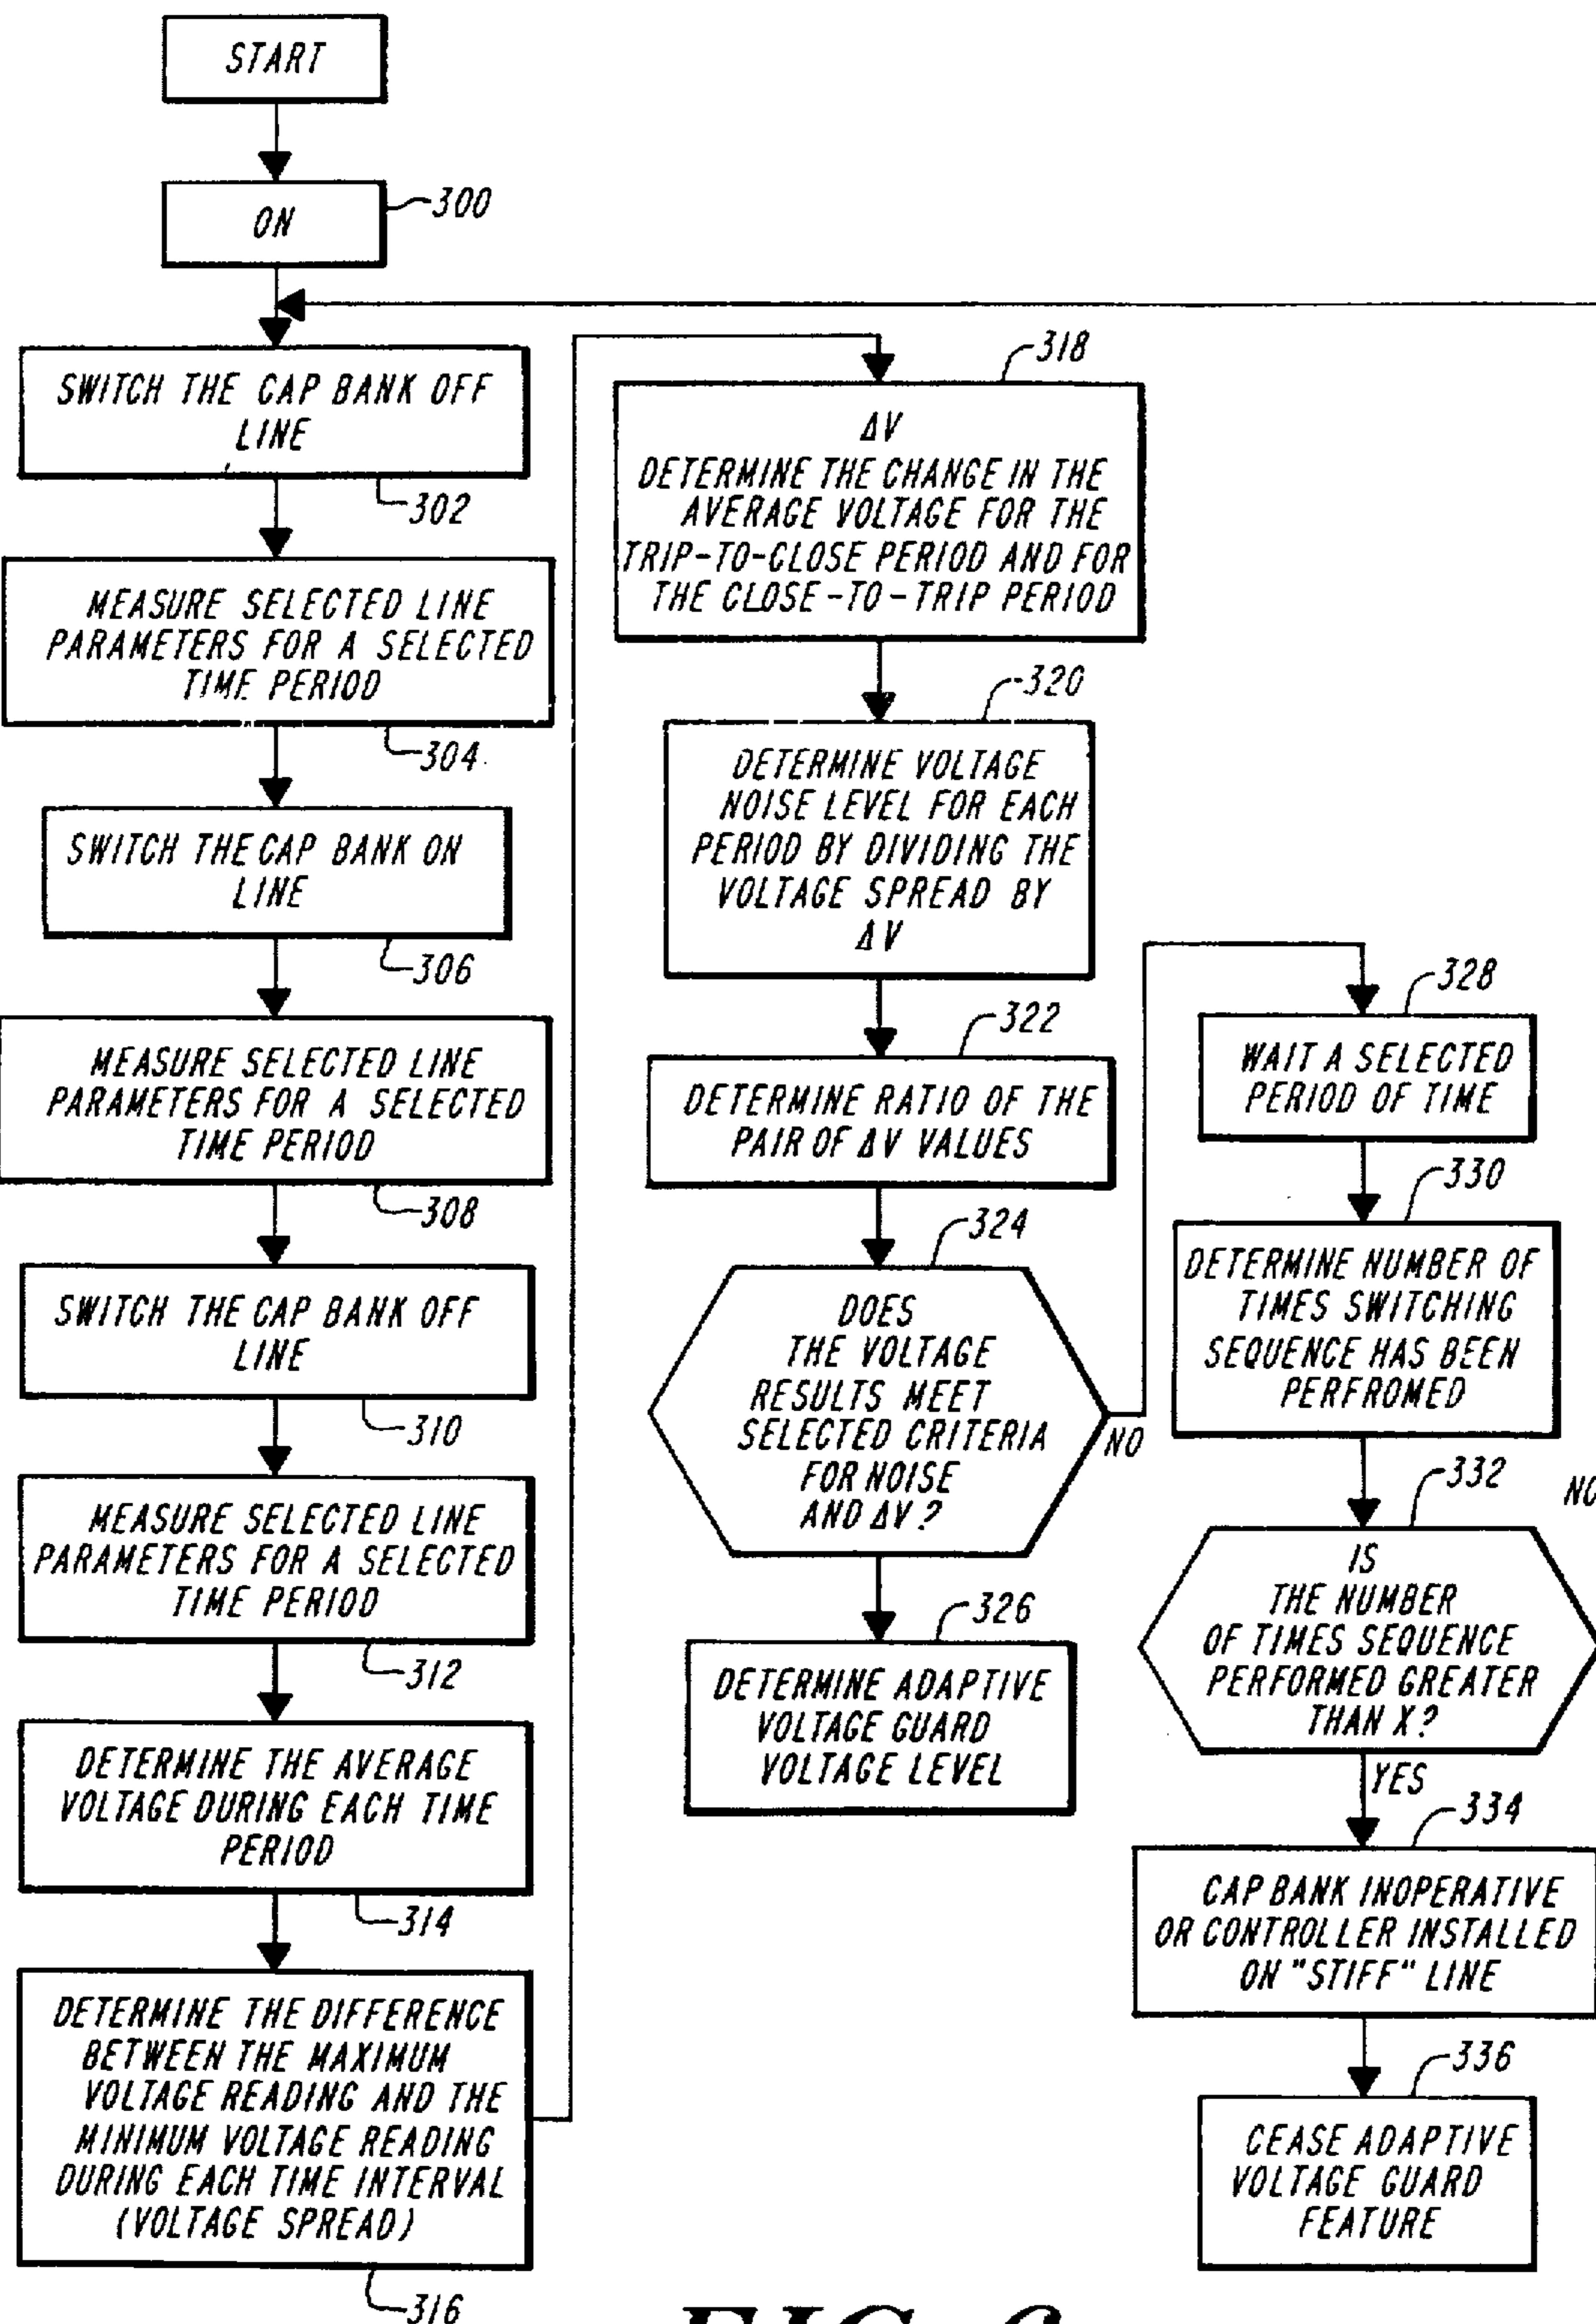 START
ON
300
SWITCH THE CAP BANK OFF
LINE
302
MEASURE SELECTED LINE
PARAMETERS FOR A SELECTED
TIME PERIOD
304
SWITCH THE CAP BANK ON
LINE
306
MEASURE SELECTED LINE
PARAMETERS FOR A SELECTED
TIME PERIOD
308
SWITCH THE CAP BANK OFF
LINE
310
MEASURE SELECTED LINE
PARAMETERS FOR A SELECTED
TIME PERIOD
312
DETERMINE THE AVERAGE
VOLTAGE DURING EACH TIME
PERIOD
314
DETERMINE THE DIFFERENCE
BETWEEN THE MAXIMUM
VOLTAGE READING AND THE
MINIMUM VOLTAGE READING
DURING EACH TIME INTERVAL
(VOLTAGE SPREAD)
316
318
ΔV
DETERMINE THE CHANGE IN THE
AVERAGE VOLTAGE FOR THE
TRIP-TO-CLOSE PERIOD AND FOR
THE CLOSE-TO-TRIP PERIOD
320
DETERMINE VOLTAGE
NOISE LEVEL FOR EACH
PERIOD BY DIVIDING THE
VOLTAGE SPREAD BY
ΔV
322
DETERMINE RATIO OF THE
PAIR OF ΔV VALUES
324
DOES
THE VOLTAGE
RESULTS MEET
SELECTED CRITERIA
FOR NOISE
AND ΔV?
NO
326
DETERMINE ADAPTIVE
VOLTAGE GUARD
VOLTAGE LEVEL
328
WAIT A SELECTED
PERIOD OF TIME
330
DETERMINE NUMBER OF
TIMES SWITCHING
SEQUENCE HAS BEEN
PERFROMED
332
NO
IS
THE NUMBER
OF TIMES SEQUENCE
PERFORMED GREATER
THAN X?
YES
334
CAP BANK INOPERATIVE
OR CONTROLLER INSTALLED
ON "STIFF" LINE
336
CEASE ADAPTIVE
VOLTAGE GUARD
FEATURE